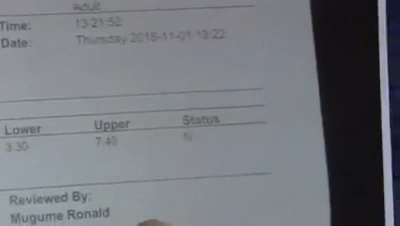 Adult
Time: 13:21:52
Date: Thursday 2018-11-01 13:22
Lower Upper Status
3.30 7.40 N
Reviewed By:
Mugume Ronald